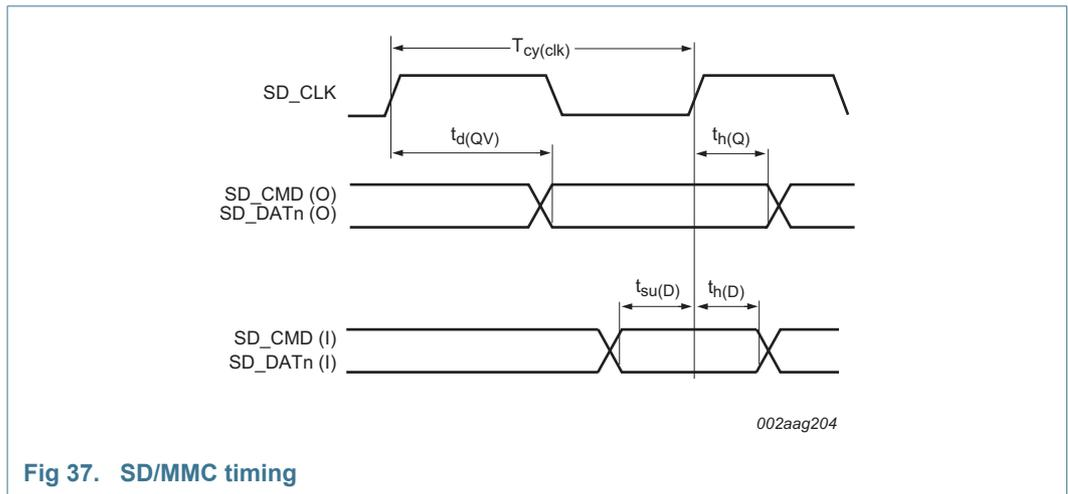 Tcy(clk)
SD_CLK
td(QV)
th(Q)
SD_CMD (O)
SD_DATn (O)
tsu(D)
th(D)
SD_CMD (I)
SD_DATn (I)
002aag204
Fig 37. SD/MMC timing